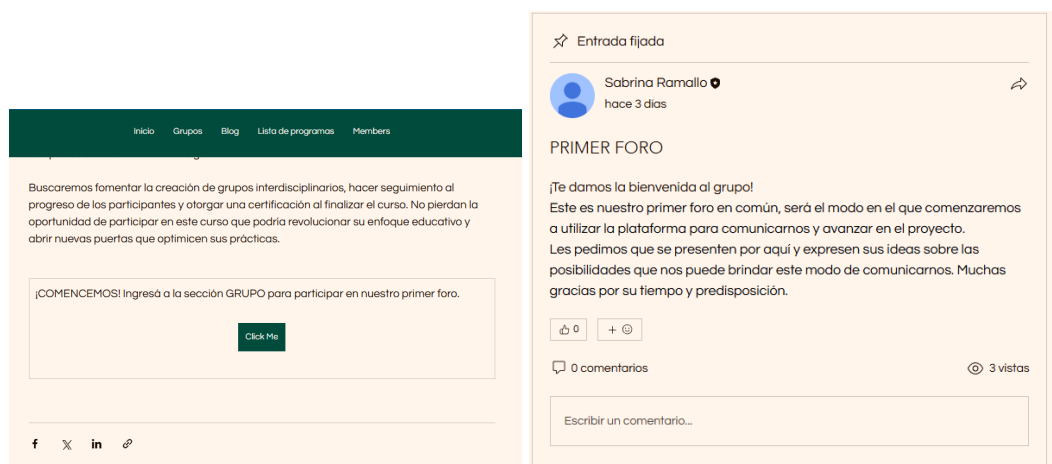 Inicio Grupos Blog Lista de programas Members
Buscaremos fomentar la creación de grupos interdisciplinarios, hacer seguimiento al
progreso de los participantes y otorgar una certificación al finalizar el curso. No pierdan la
oportunidad de participar en este curso que podría revolucionar su enfoque educativo y
abrir nuevas puertas que optimicen sus prácticas.
¡COMENCEMOS! Ingresá a la sección GRUPO para participar en nuestro primer foro.
Click Me
Entrada fijada
Sabrina Ramallo
hace 3 dias
PRIMER FORO
¡Te damos la bienvenida al grupo!
Este es nuestro primer foro en común, será el modo en el que comenzaremos
a utilizar la plataforma para comunicarnos y avanzar en el proyecto.
Les pedimos que se presenten por aquí y expresen sus ideas sobre las
posibilidades que nos puede brindar este modo de comunicarnos. Muchas
gracias por su tiempo y predisposición.
0
0 comentarios 3 vistas
Escribir un comentario...